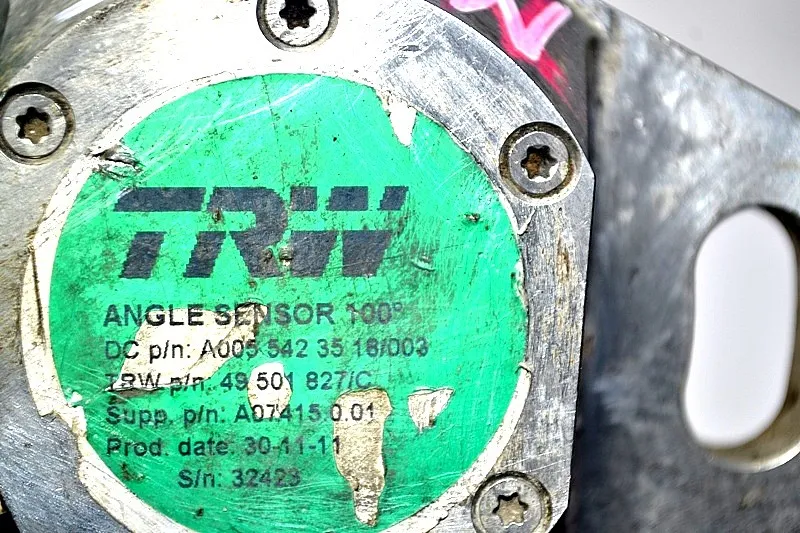 TRW
ANGLE SENSOR 100°
DC p/n: A005 542 35 18/003
TRW p/n: 49 501 827/C
Supp. p/n: A07415 0.01
Prod. date: 30-11-11
S/n: 32423